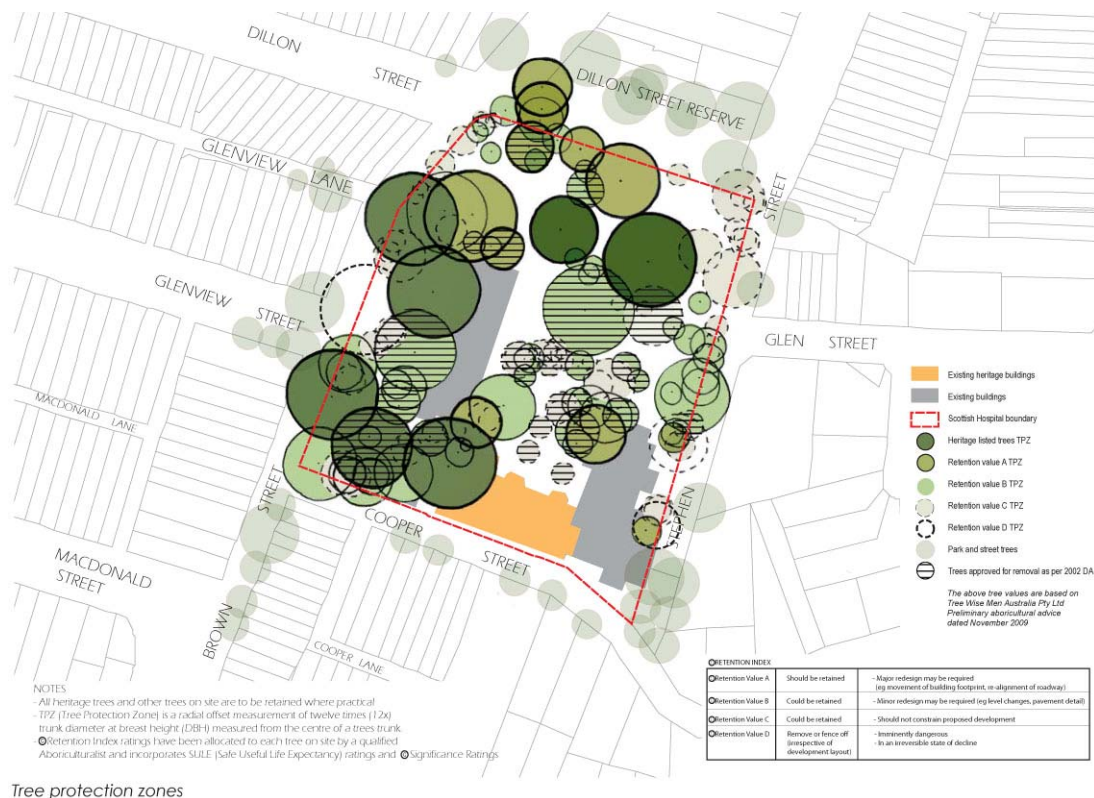 DILLON
STREET
DILLON STREET RESERVE
GLENVIEW
LANE
STREET
GLENVIEW
STREET
GLEN STREET
MACDONALD LANE
STREET
MACDONALD
STREET
BROWN
COOPER
STREET
STEPHEN
COOPER LANE
Existing heritage buildings
Existing buildings
Scottish Hospital boundary
Heritage listed trees TPZ
Retention value A TPZ
Retention value B TPZ
Retention value C TPZ
Retention value D TPZ
Park and street trees
Trees approved for removal as per 2002 DA
The above tree values are based on
Tree Wise Men Australia Pty Ltd
Preliminary aboricultural advice
dated November 2009
RETENTION INDEX
Retention Value A Should be retained - Major redesign may be required
(eg movement of building footprint, re-alignment of roadway)
Retention Value B Could be retained - Minor redesign may be required (eg level changes, pavement detail)
Retention Value C Could be retained - Should not constrain proposed development
Retention Value D Remove or fence off - Imminently dangerous
(irrespective of - In an irreversible state of decline
development layout)
NOTES
- All heritage trees and other trees on site are to be retained where practical
- TPZ (Tree Protection Zone) is a radial offset measurement of twelve times (12x)
trunk diameter at breast height (DBH) measured from the centre of a trees trunk.
- Retention Index ratings have been allocated to each tree on site by a qualified
Aboriculturalist and incorporates SULE (Safe Useful Life Expectancy) ratings and Significance Ratings
Tree protection zones